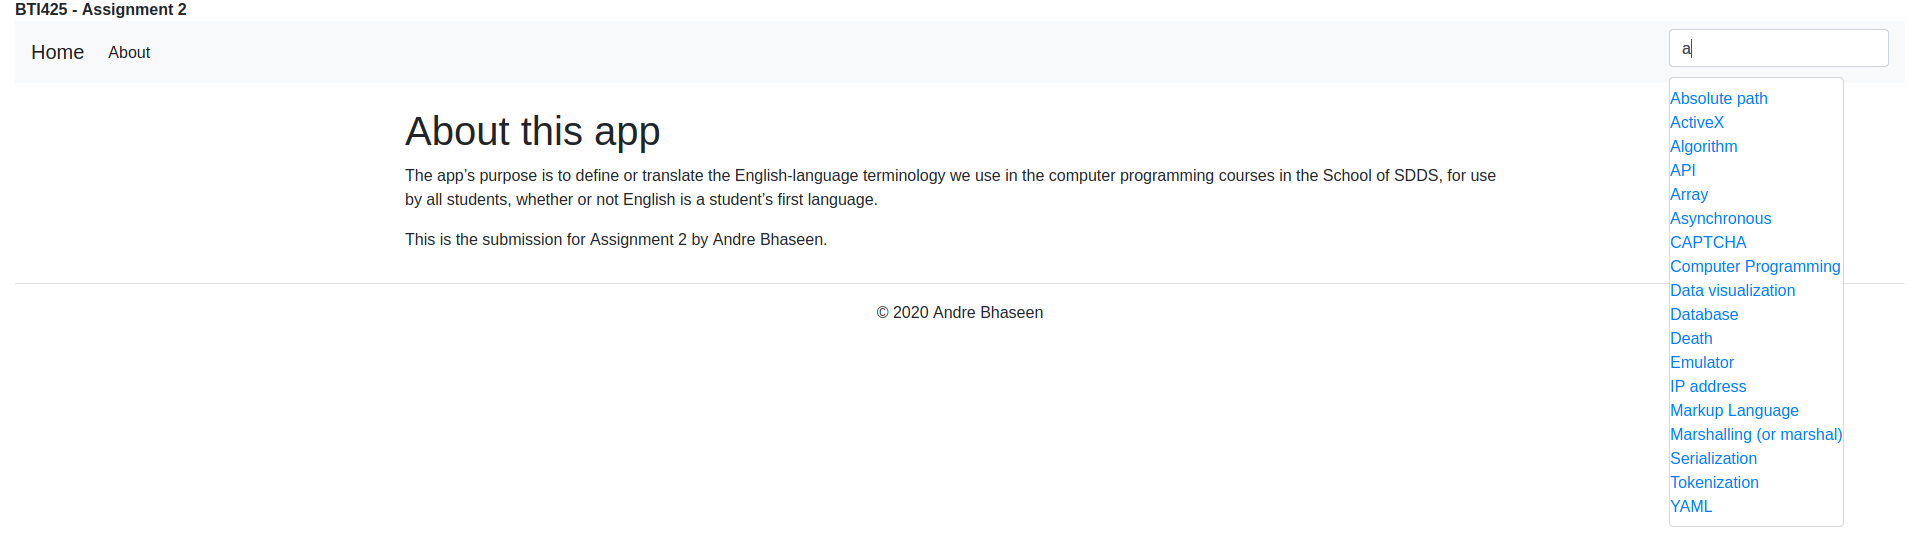 BTI425 - Assignment 2
Home About
a
About this app
The app’s purpose is to define or translate the English-language terminology we use in the computer programming courses in the School of SDDS, for use
by all students, whether or not English is a student’s first language.
This is the submission for Assignment 2 by Andre Bhaseen.
© 2020 Andre Bhaseen
Absolute path
ActiveX
Algorithm
API
Array
Asynchronous
CAPTCHA
Computer Programming
Data visualization
Database
Death
Emulator
IP address
Markup Language
Marshalling (or marshal)
Serialization
Tokenization
YAML